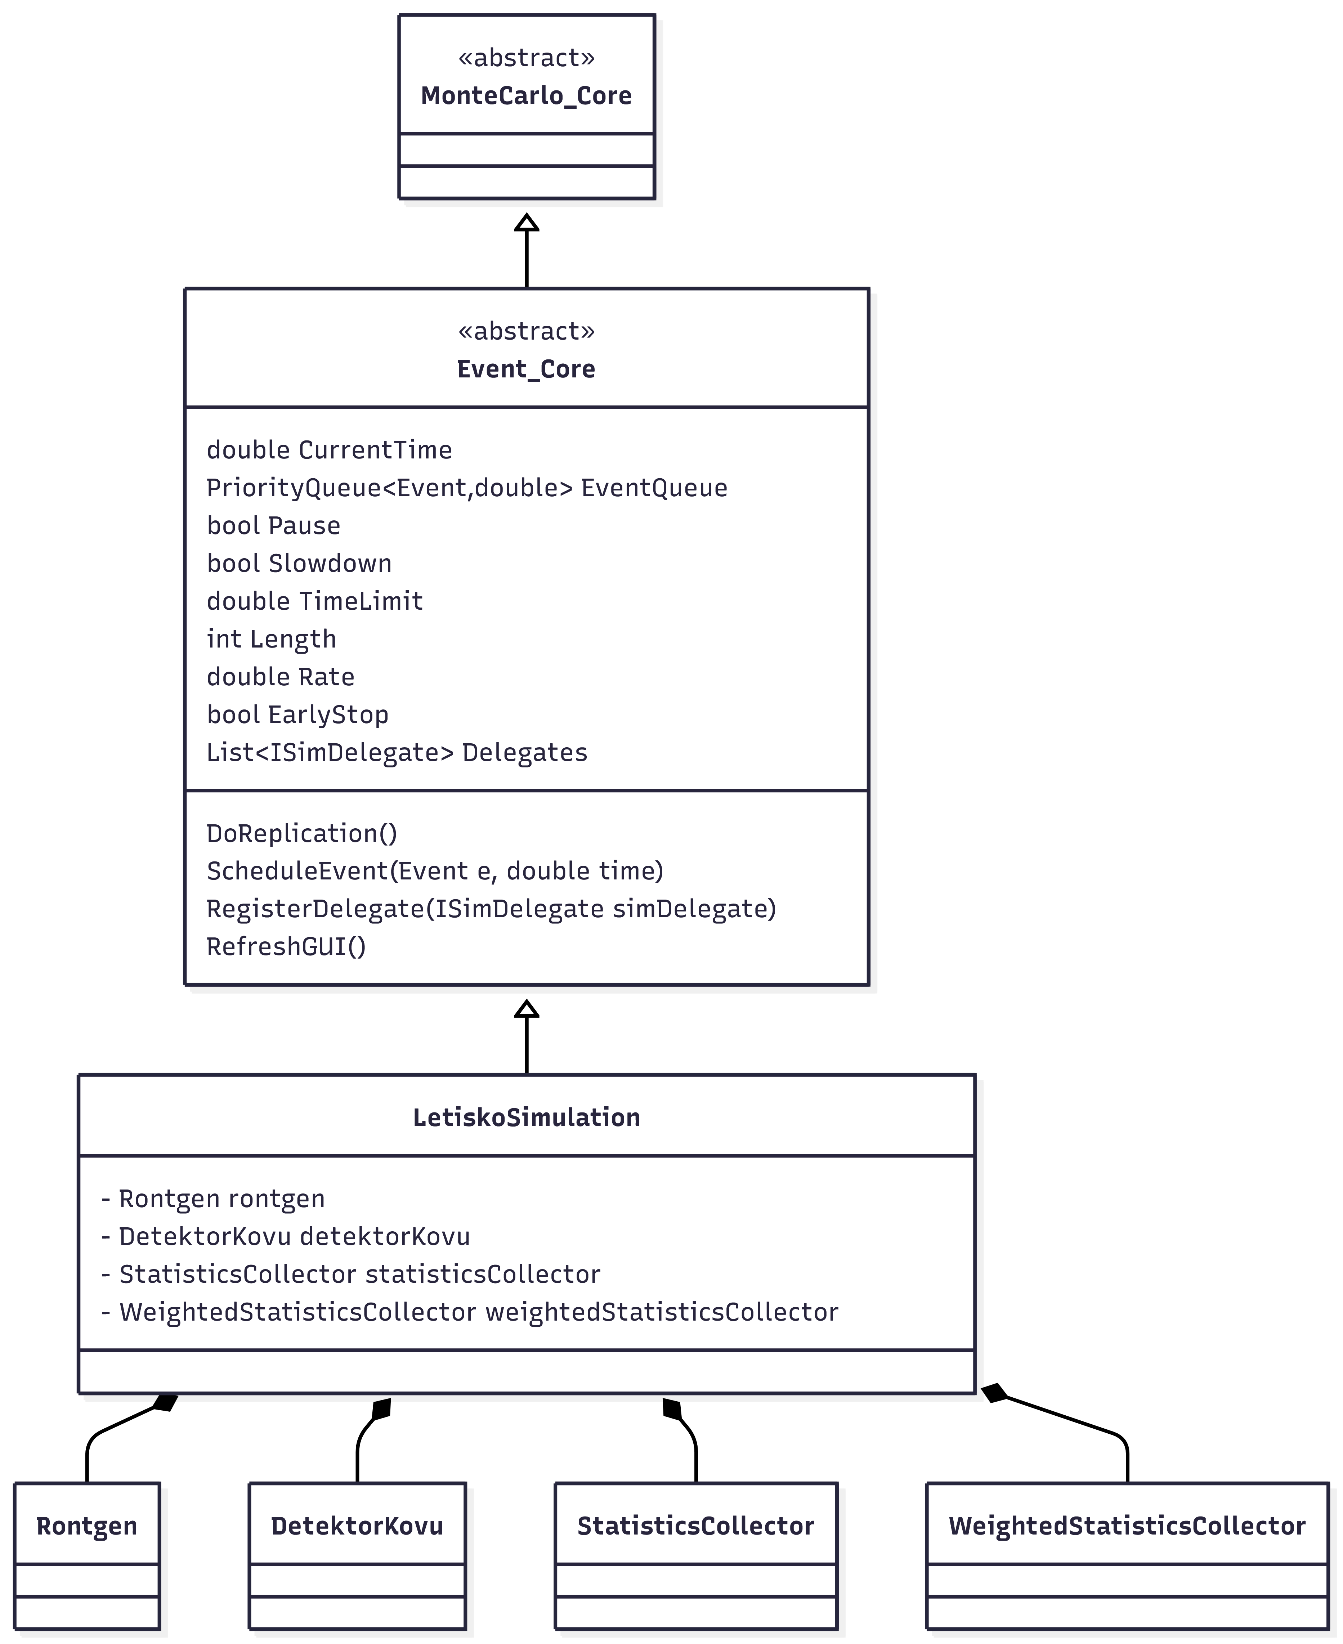 «abstract»
MonteCarlo_Core
«abstract»
Event_Core
double CurrentTime
PriorityQueue<Event,double> EventQueue
bool Pause
bool Slowdown
double TimeLimit
int Length
double Rate
bool EarlyStop
List<ISimDelegate> Delegates
DoReplication()
ScheduleEvent(Event e, double time)
RegisterDelegate(ISimDelegate simDelegate)
RefreshGUI()
LetiskoSimulation
- Rontgen rontgen
- DetektorKovu detektorKovu
- StatisticsCollector statisticsCollector
- WeightedStatisticsCollector weightedStatisticsCollector
Rontgen
DetektorKovu
StatisticsCollector
WeightedStatisticsCollector